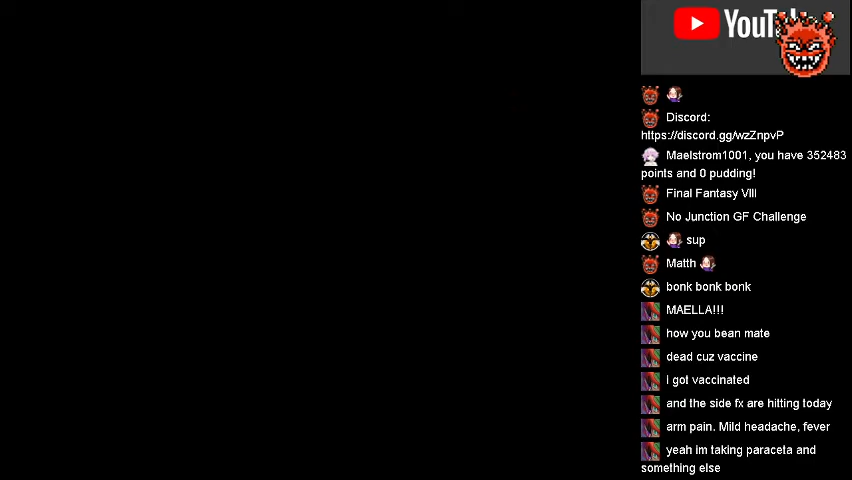 YouTube
Discord:
https://discord.gg/wzZnpvP
Maelstrom1001, you have 352483
points and 0 pudding!
Final Fantasy VIII
No Junction GF Challenge
sup
Matth
bonk bonk bonk
MAELLA!!!
how you bean mate
dead cuz vaccine
I got vaccinated
and the side fx are hitting today
arm pain. Mild headache, fever
yeah im taking paraceta and
something else